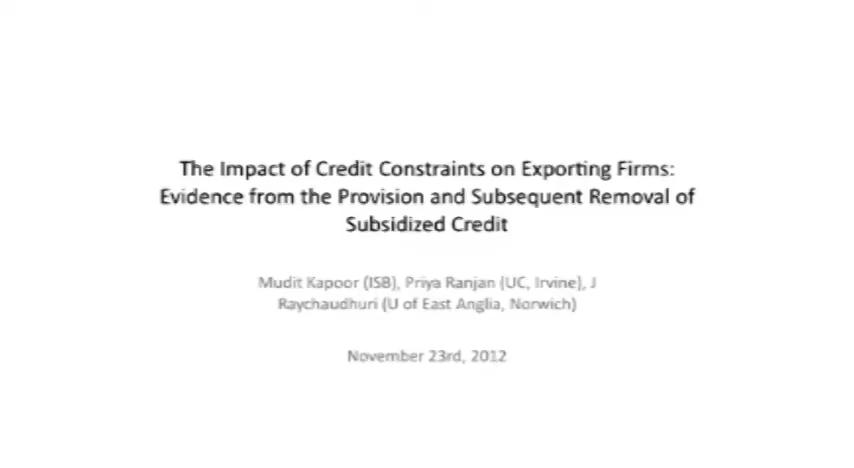 The Impact of Credit Constraints on Exporting Firms:
Evidence from the Provision and Subsequent Removal of
Subsidized Credit
Mudit Kapoor (ISB), Priya Ranjan (UC, Irvine), J
Raychaudhuri (U of East Anglia, Norwich)
November 23rd, 2012